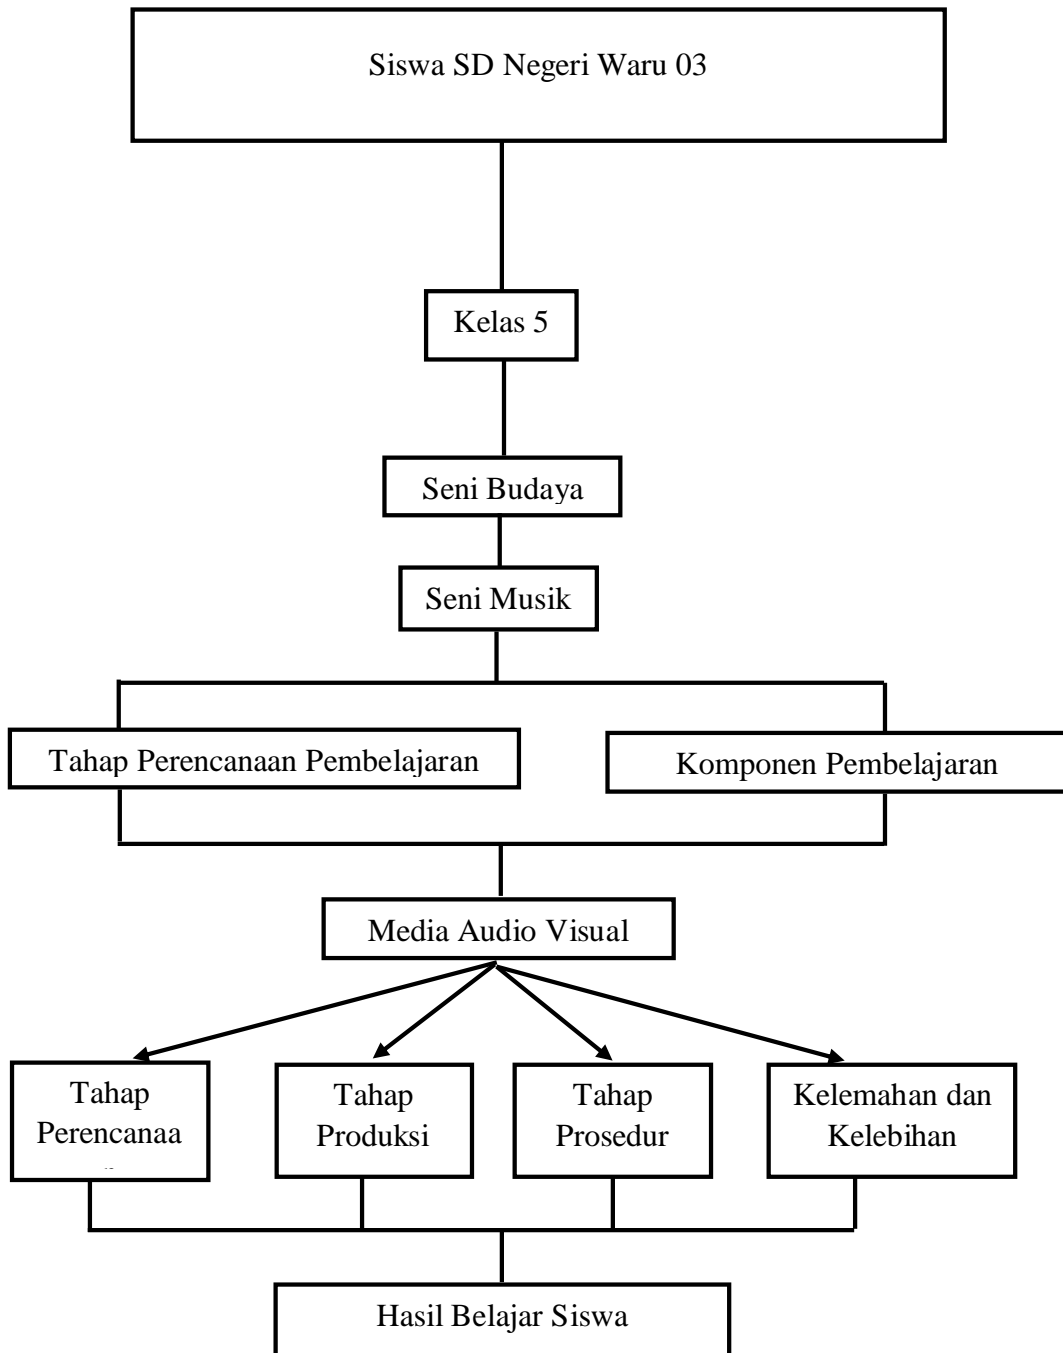 Siswa SD Negeri Waru 03
Kelas 5
Seni Budaya
Seni Musik
Tahap Perencanaan Pembelajaran
Komponen Pembelajaran
Media Audio Visual
Tahap
Perencanaa
Tahap
Produksi
Tahap
Prosedur
Kelemahan dan
Kelebihan
Hasil Belajar Siswa